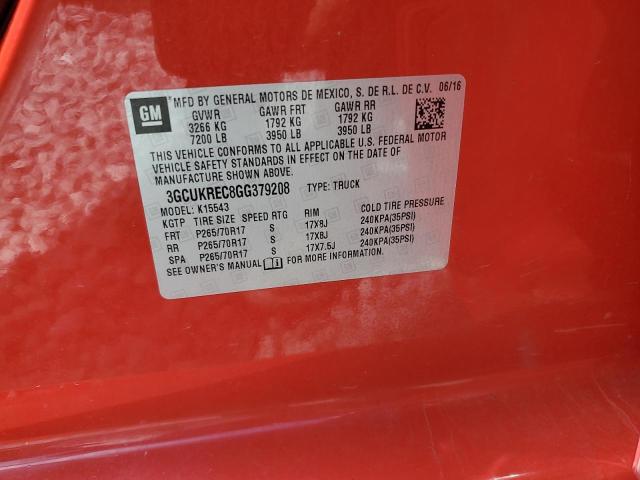 GM
MFD BY GENERAL MOTORS DE MEXICO, S. DE R.L. DE C.V. 06/16
GVWR GAWR FRT GAWR RR
3266 KG 1792 KG 1792 KG
7200 LB 3950 LB 3950 LB
THIS VEHICLE CONFORMS TO ALL APPLICABLE U.S. FEDERAL MOTOR
VEHICLE SAFETY STANDARDS IN EFFECT ON THE DATE OF
MANUFACTURE SHOWN ABOVE.
3GCUKREC8GG379208 TYPE: TRUCK
MODEL: K15543
KGTP TIRE SIZE SPEED RTG RIM COLD TIRE PRESSURE
FRT P265/70R17 S 17X8J 240KPA(35PSI)
RR P265/70R17 S 17X8J 240KPA(35PSI)
SPA P265/70R17 S 17X7.5J 240KPA(35PSI)
SEE OWNER'S MANUAL FOR MORE INFORMATION.